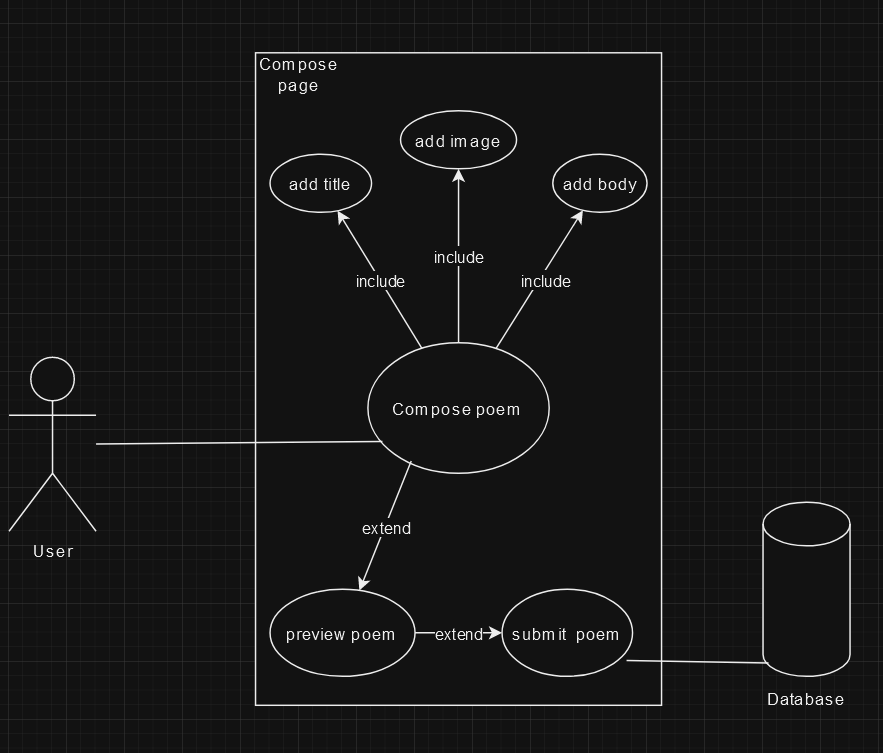 Compose
page
add image
add title
add body
include
include
include
Compose poem
extend
User
preview poem
extend
submit poem
Database